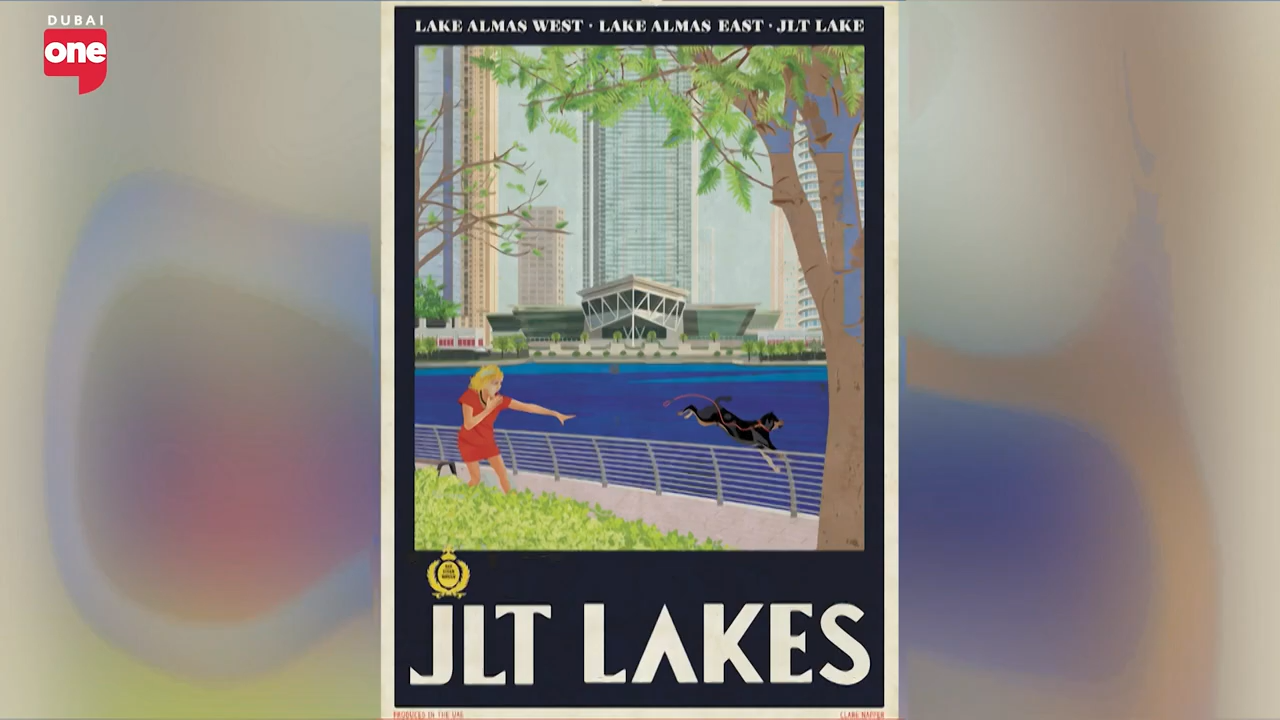 DUBAI
one
LAKE ALMAS WEST · LAKE ALMAS EAST · JLT LAKE
JLT LAKES
PRODUCED IN THE UAE
CLARE NAPPER